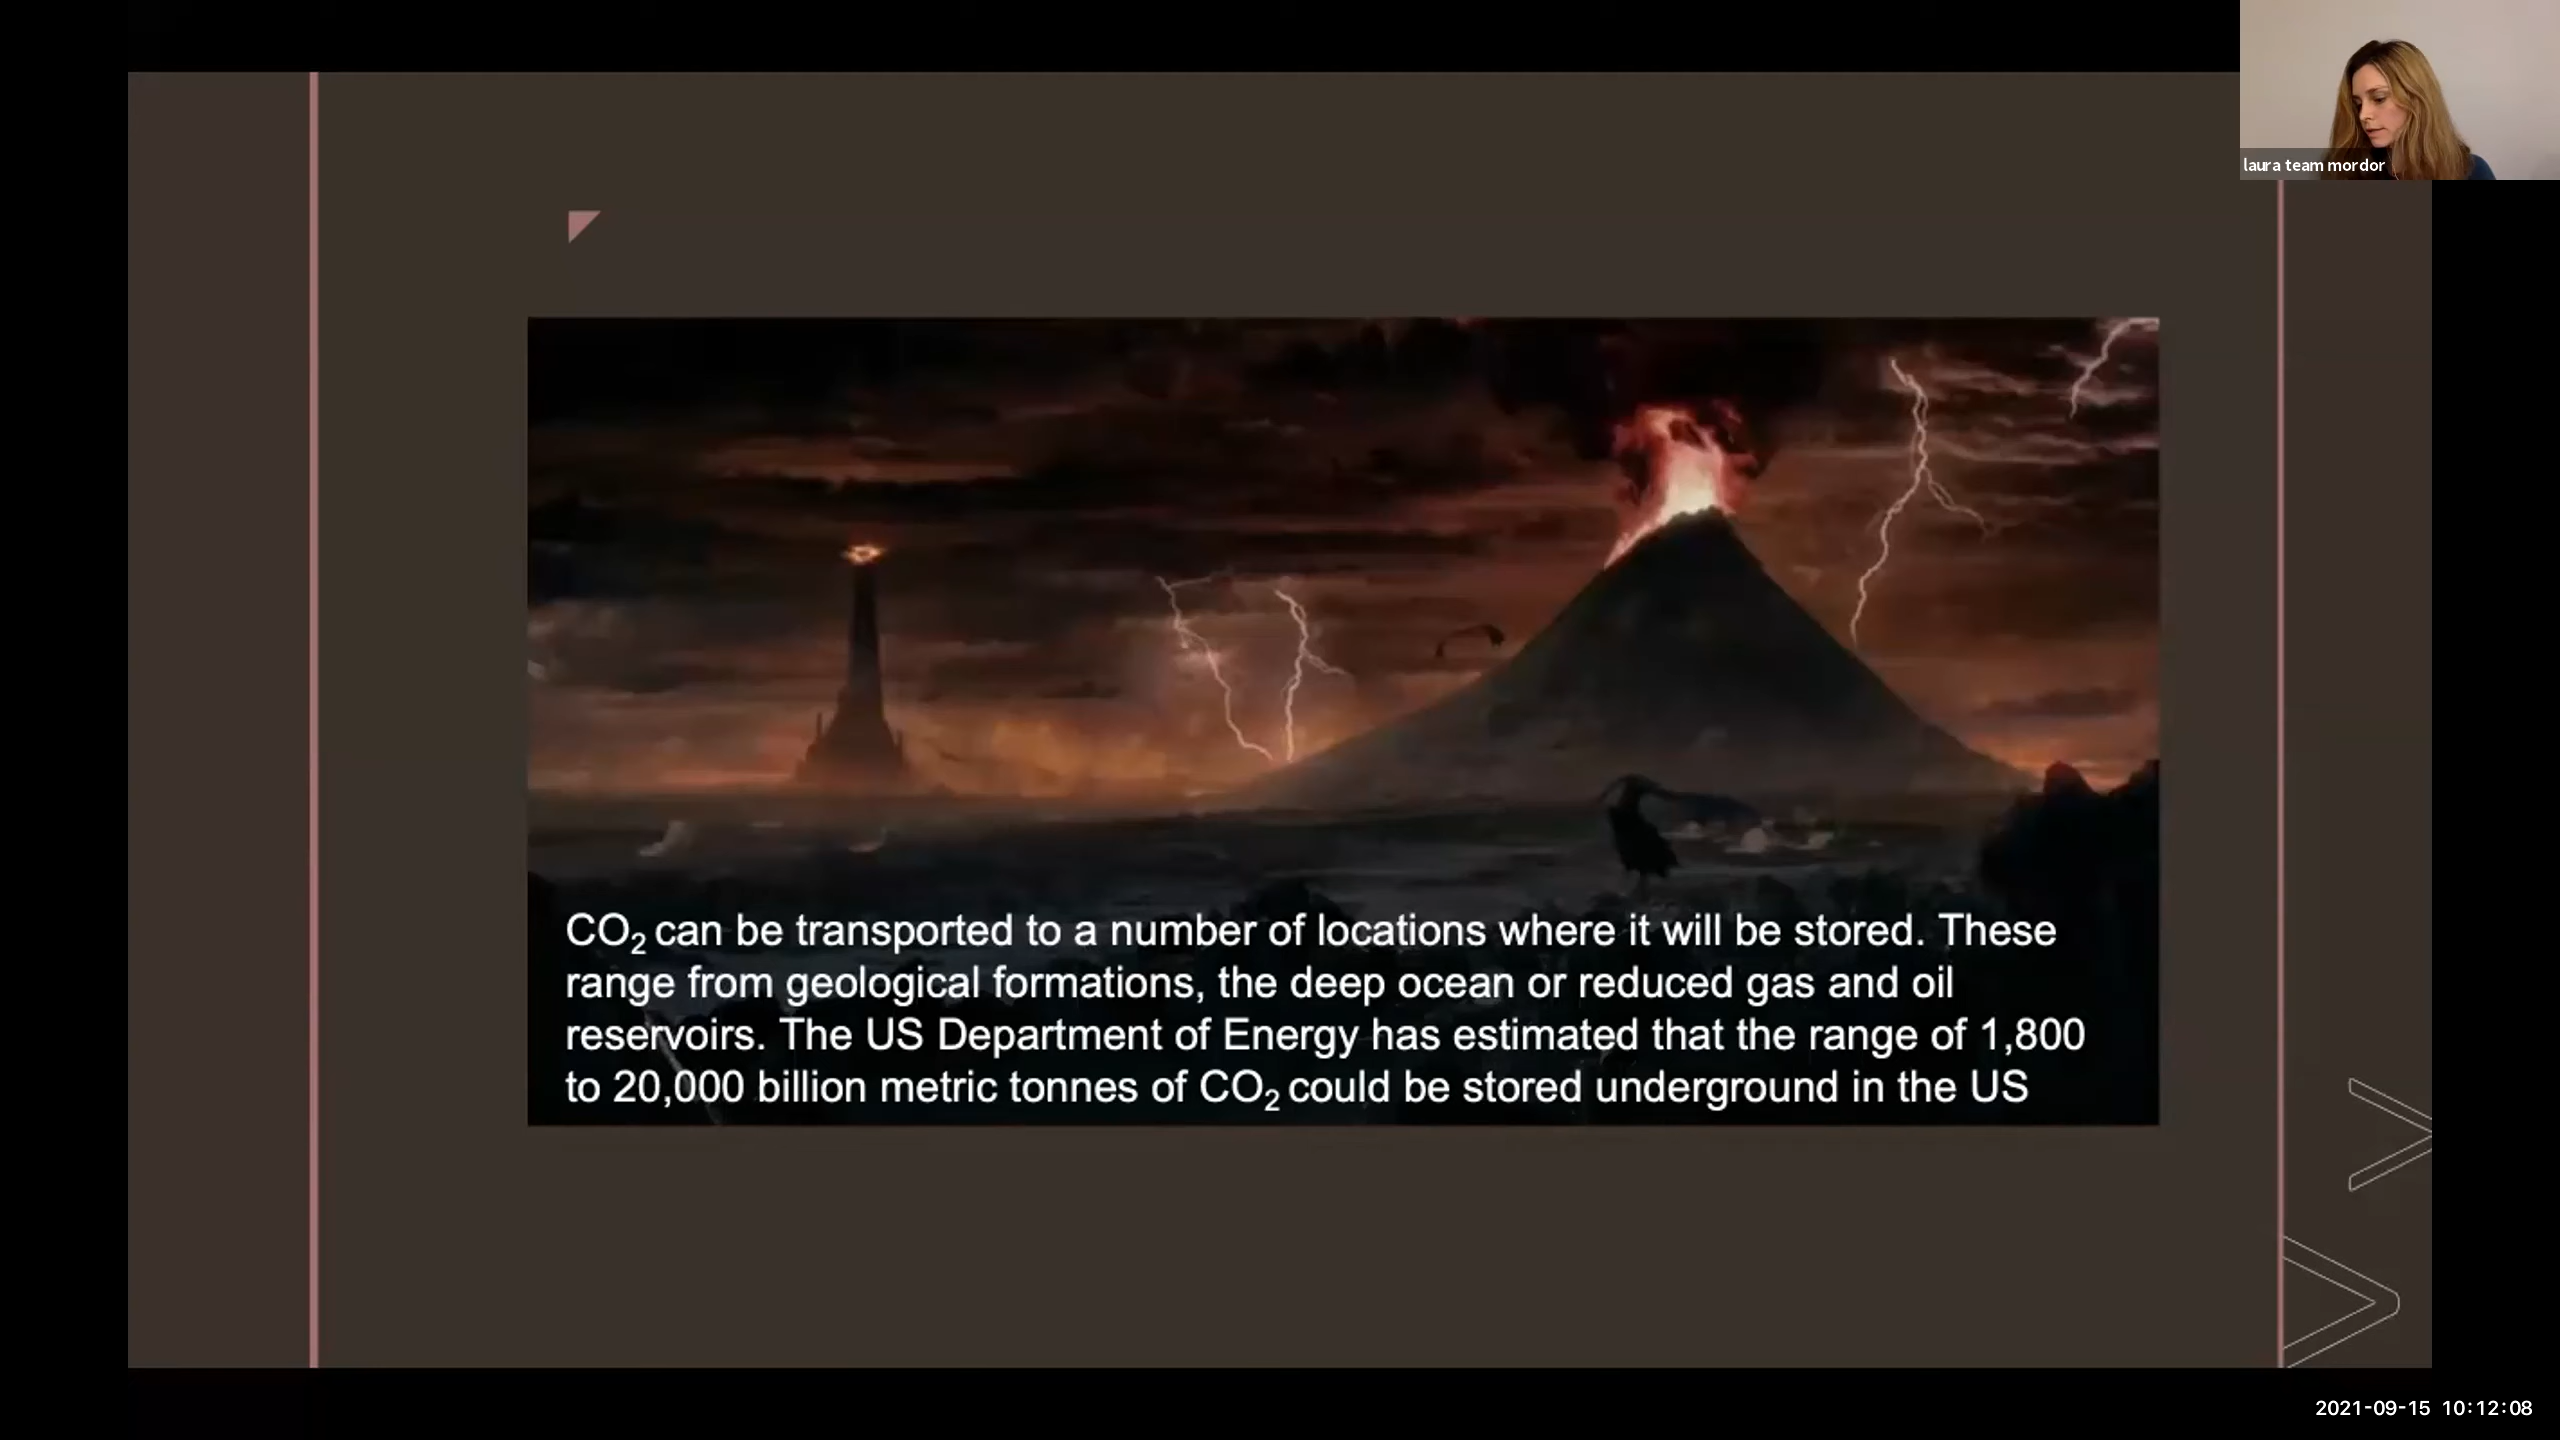 laura team mordor
CO₂ can be transported to a number of locations where it will be stored. These
range from geological formations, the deep ocean or reduced gas and oil
reservoirs. The US Department of Energy has estimated that the range of 1,800
to 20,000 billion metric tonnes of CO₂ could be stored underground in the US
2021-09-15 10:12:08